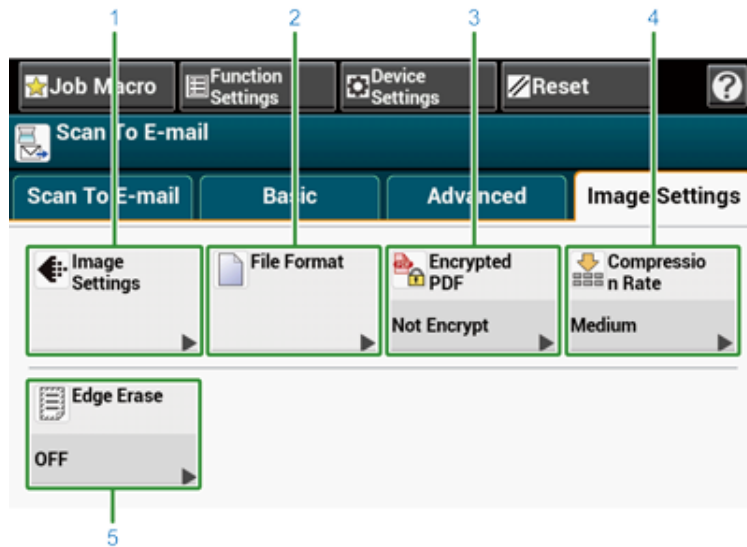 1 2 3 4
Job Macro Function Settings Device Settings Reset ?
Scan To E-mail
Scan To E-mail Basic Advanced Image Settings
Image Settings File Format Encrypted PDF Compressio n Rate
Not Encrypt Medium
Edge Erase
OFF
5